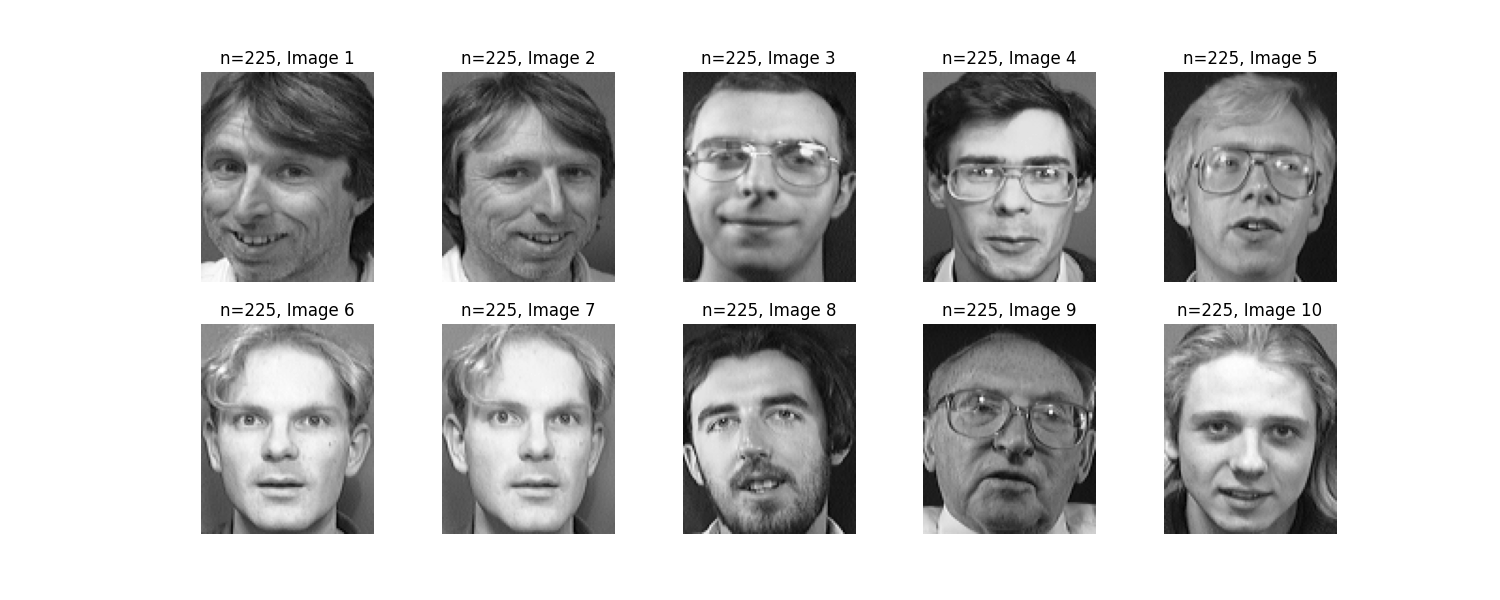 n=225, Image 1
n=225, Image 2
n=225, Image 3
n=225, Image 4
n=225, Image 5
n=225, Image 6
n=225, Image 7
n=225, Image 8
n=225, Image 9
n=225, Image 10